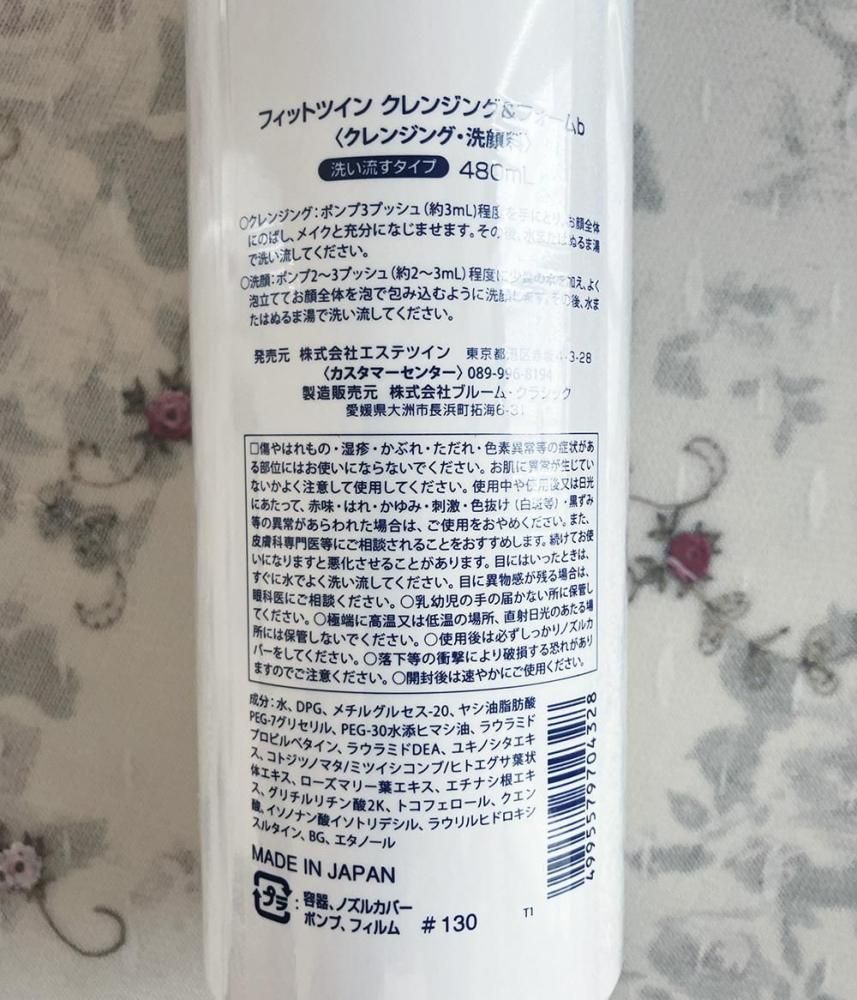 フィットツイン クレンジング&フォームb
〈クレンジング・洗顔料〉
洗い流すタイプ 480mL
○クレンジング:ポンプ3プッシュ(約3mL)程度を手にとり、お顔全体
にのばし、メイクと充分になじませます。その後、水またはぬるま湯
で洗い流してください。
○洗顔:ポンプ2〜3プッシュ(約2〜3mL)程度に少量の水を加え、よく
泡立ててお顔全体を泡で包み込むように洗顔します。その後、水ま
たはぬるま湯で洗い流してください。
発売元 株式会社エステツイン 東京都港区赤坂4-3-28
〈カスタマーセンター〉089-996-8194
製造販売元 株式会社ブルーム・クラシック
愛媛県大洲市長浜町拓海6-31
□傷やはれもの・湿疹・かぶれ・ただれ・色素異常等の症状があ
る部位にはお使いにならないでください。お肌に異常が生じてい
ないかよく注意して使用してください。使用中や使用後又は日光
にあたって、赤味・はれ・かゆみ・刺激・色抜け(白斑等)・黒ずみ
等の異常があらわれた場合は、ご使用をおやめください。また、
皮膚科専門医等にご相談されることをおすすめします。続けてお使
いになりますと悪化させることがあります。目にはいったときは、
すぐに水でよく洗い流してください。目に異物感が残る場合は、
眼科医にご相談ください。○乳幼児の手の届かない所に保管し
てください。○極端に高温又は低温の場所、直射日光のあたる場
所には保管しないでください。○使用後は必ずしっかりノズルカ
バーをしてください。○落下等の衝撃により破損する恐れがあり
ますのでご注意ください。○開封後は速やかにご使用ください。
成分:水、DPG、メチルグルセス-20、ヤシ油脂肪酸
PEG-7グリセリル、PEG-30水添ヒマシ油、ラウラミド
プロピルベタイン、ラウラミドDEA、ユキノシタエキ
ス、コトジツノマタ/ミツイシコンブ/ヒトエグサ葉状
体エキス、ローズマリー葉エキス、エチナシ根エキ
ス、グリチルリチン酸2K、トコフェロール、クエン
酸、イソノナン酸イソトリデシル、ラウリルヒドロキシ
スルタイン、BG、エタノール
4995579704328
MADE IN JAPAN
プラ:容器、ノズルカバー
ポンプ、フィルム #130
T1